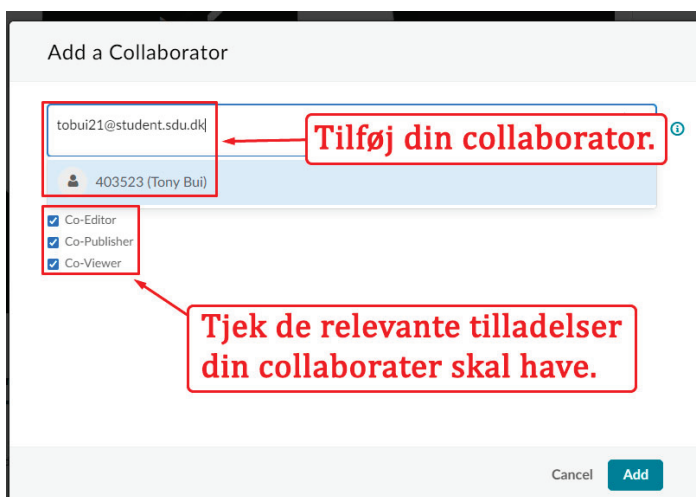 Add a Collaborator
tobui21@student.sdu.dk
Tilføj din collaborator.
403523 (Tony Bui)
Co-Editor
Co-Publisher
Co-Viewer
Tjek de relevante tilladelser
din collaborater skal have.
Cancel Add